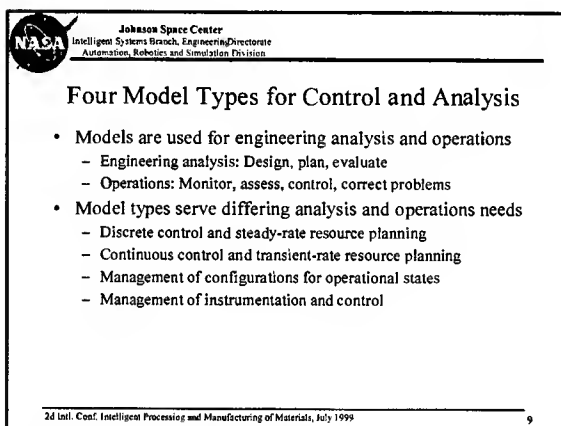 NASA
Johnson Space Center
Intelligent Systems Branch, EngineeringDirectorate
Automation, Robotics and Simulation Division
Four Model Types for Control and Analysis
• Models are used for engineering analysis and operations
– Engineering analysis: Design, plan, evaluate
– Operations: Monitor, assess, control, correct problems
• Model types serve differing analysis and operations needs
– Discrete control and steady-rate resource planning
– Continuous control and transient-rate resource planning
– Management of configurations for operational states
– Management of instrumentation and control
2d Intl. Conf. Intelligent Processing and Manufacturing of Materials, July 1999
9